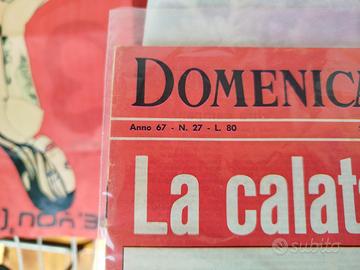 DOMENICA
Anno 67 - N. 27 - L. 80
La calat
subito